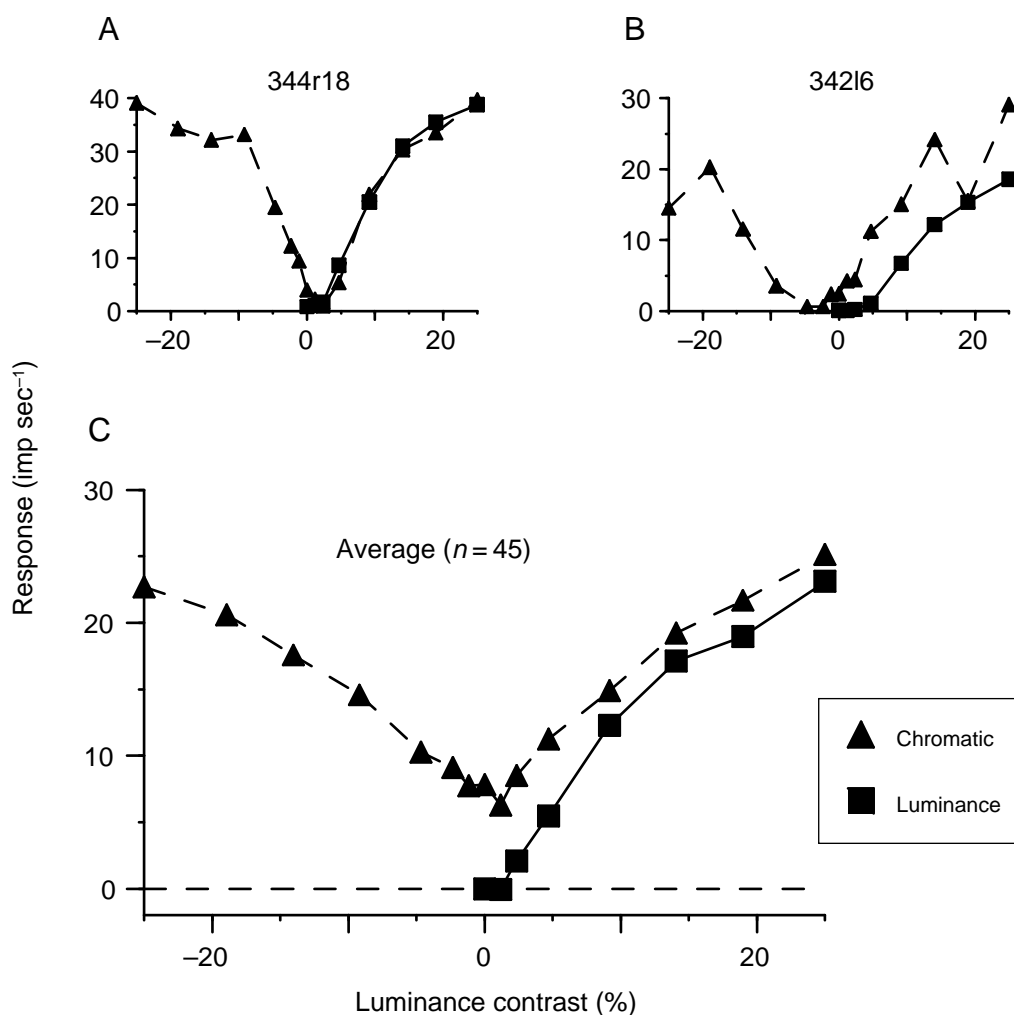 A
B
344r18
342l6
40
30
20
10
0
–20
0
20
30
20
10
0
–20
0
20
Response (imp sec–1)
C
30
20
10
0
Average (n = 45)
Chromatic
Luminance
–20
0
20
Luminance contrast (%)